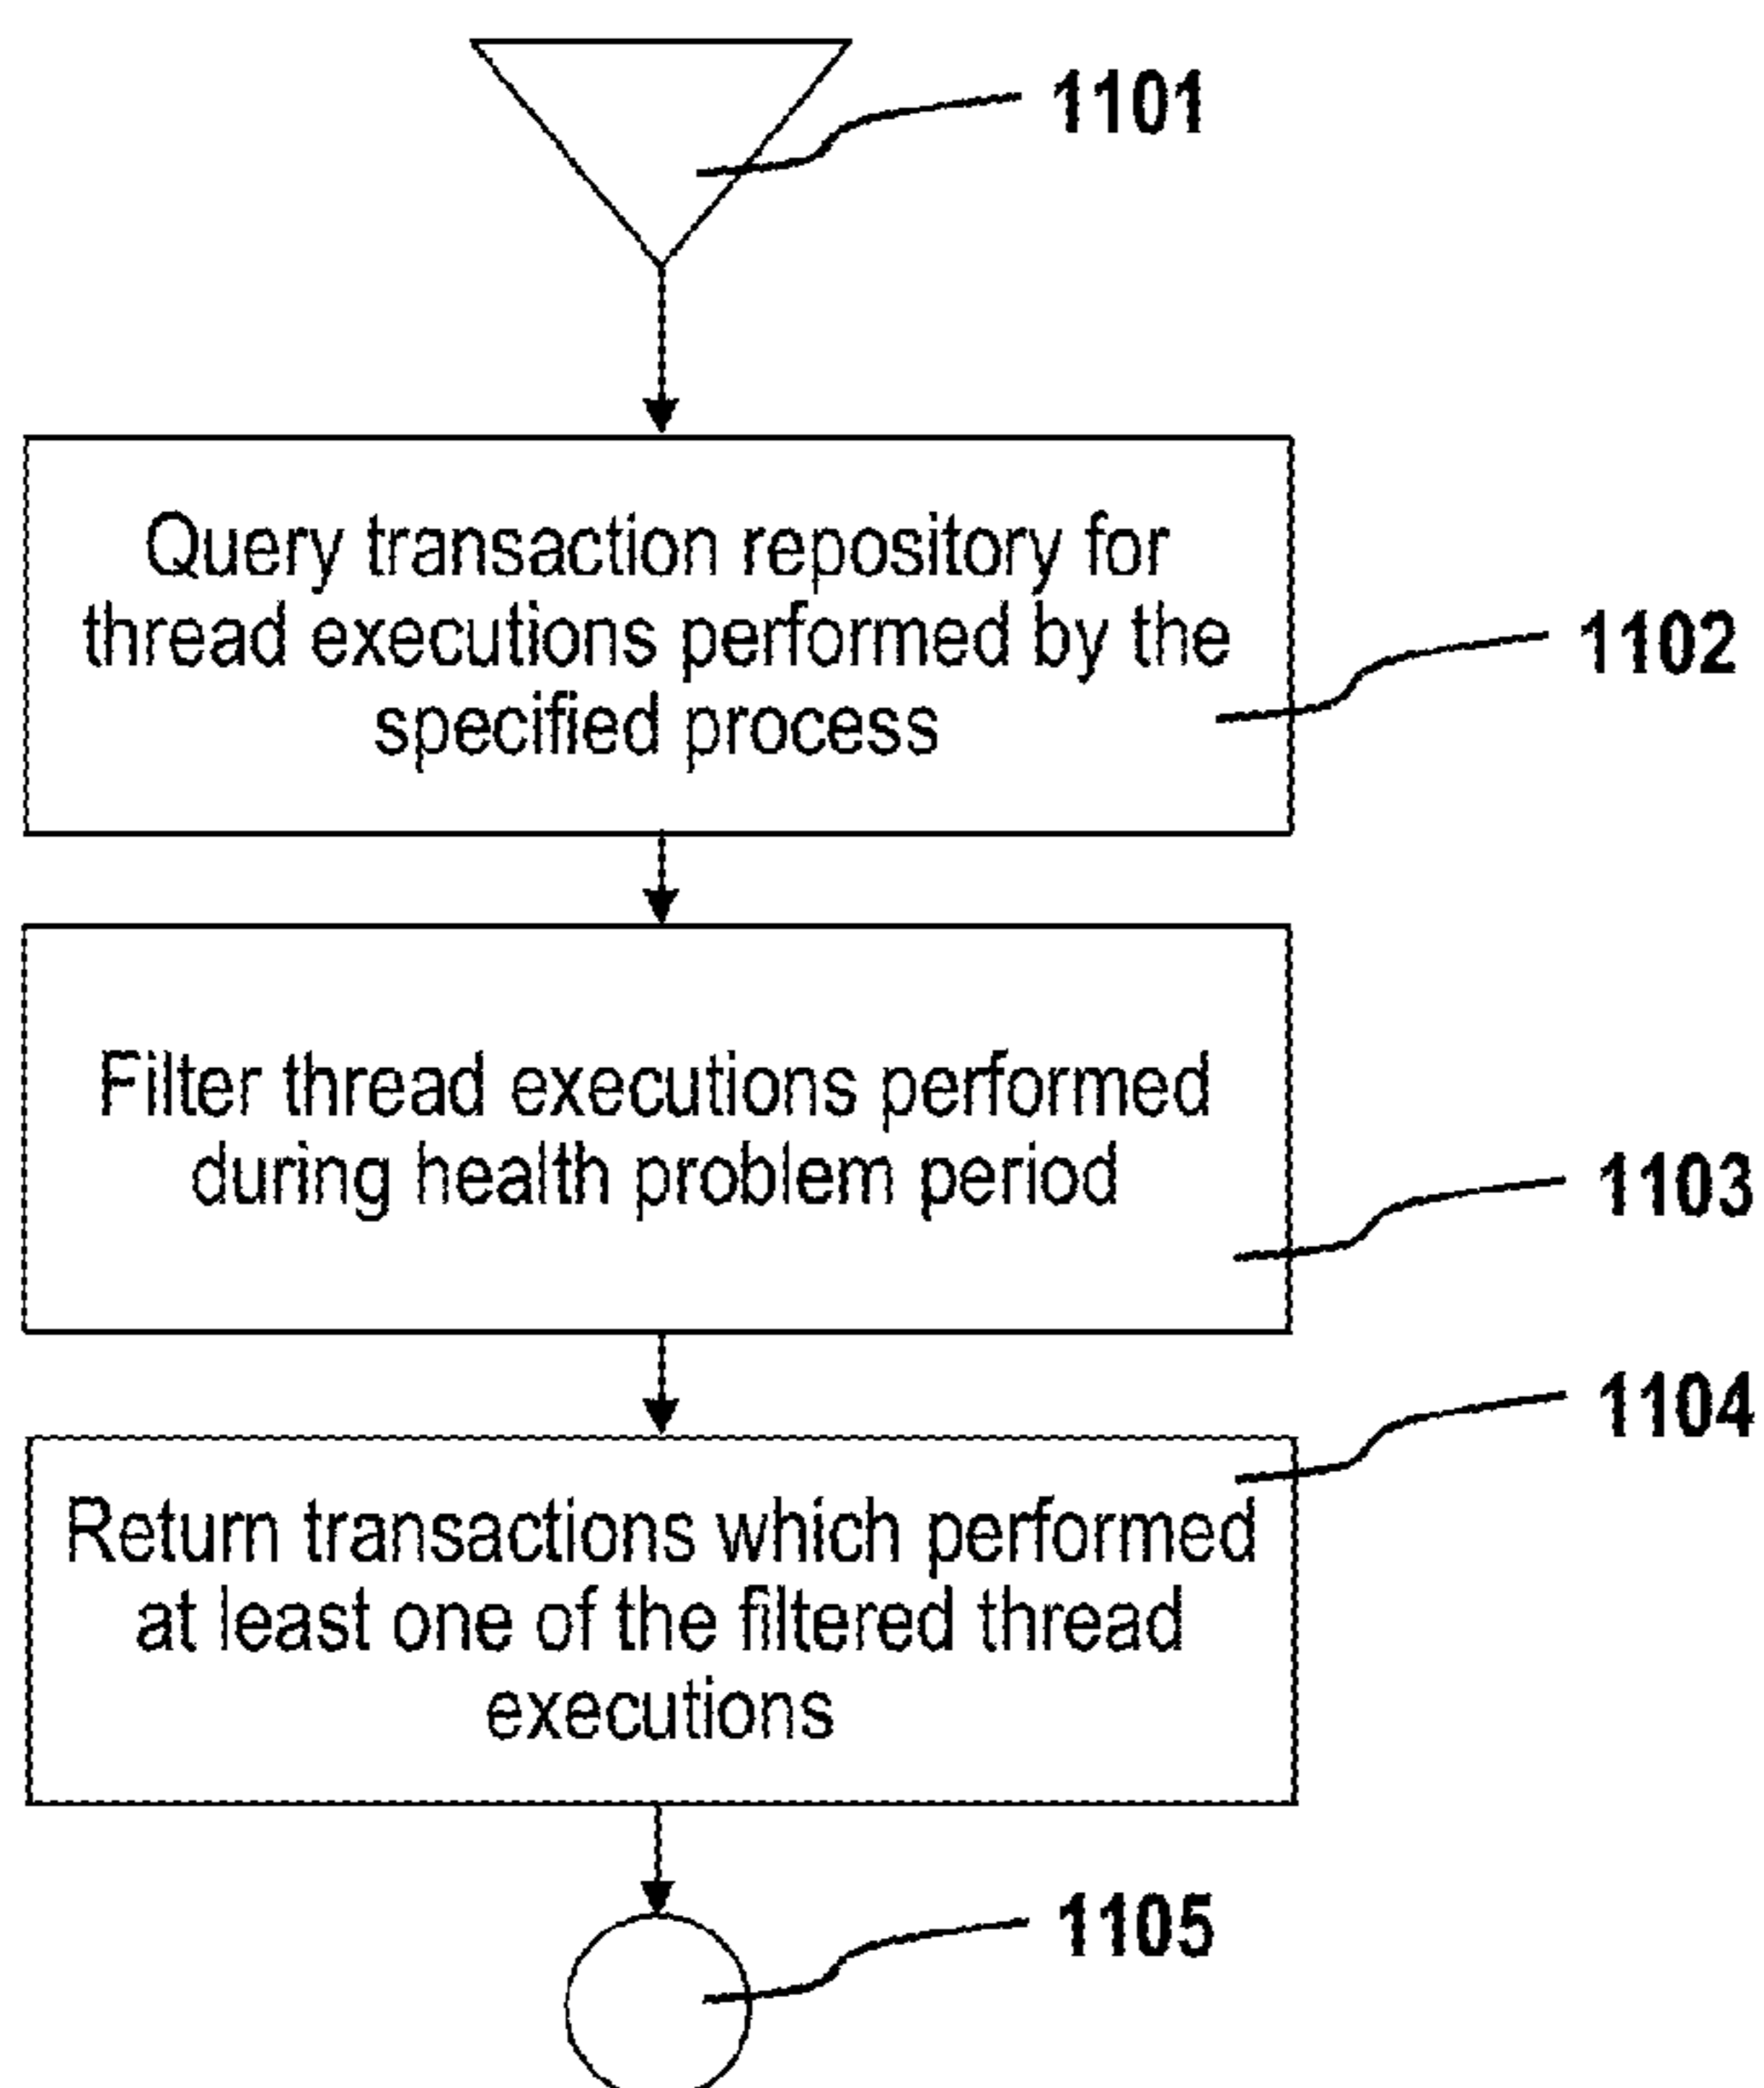 1101
Query transaction repository for
thread executions performed by the
specified process
1102
Filter thread executions performed
during health problem period
1103
1104
Return transactions which performed
at least one of the filtered thread
executions
1105